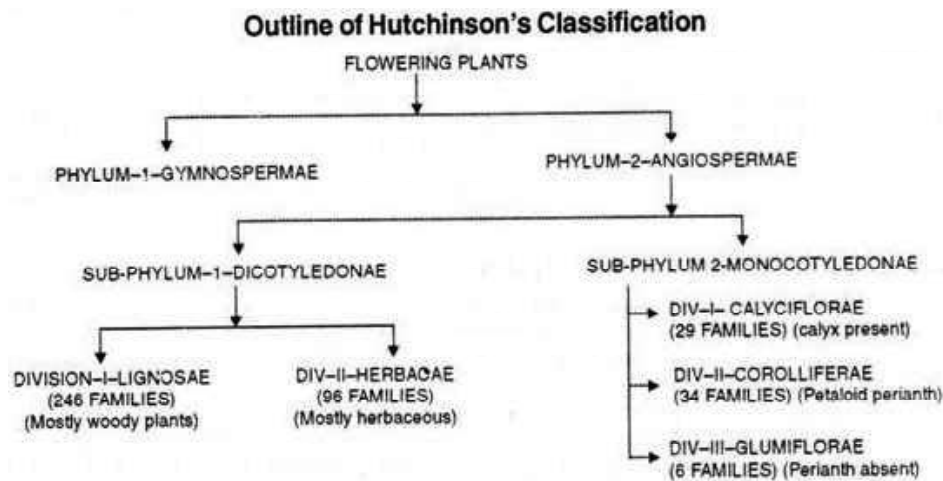 Outline of Hutchinson's Classification
FLOWERING PLANTS
PHYLUM–1–GYMNOSPERMAE
PHYLUM–2–ANGIOSPERMAE
SUB-PHYLUM–1–DICOTYLEDONAE
SUB-PHYLUM 2-MONOCOTYLEDONAE
DIVISION–I–LIGNOSAE
(246 FAMILIES)
(Mostly woody plants)
DIV–II–HERBACAE
(96 FAMILIES)
(Mostly herbaceous)
DIV–I– CALYCIFLORAE
(29 FAMILIES) (calyx present)
DIV–II–COROLLIFERAE
(34 FAMILIES) (Petaloid perianth)
DIV–III–GLUMIFLORAE
(6 FAMILIES) (Perianth absent)